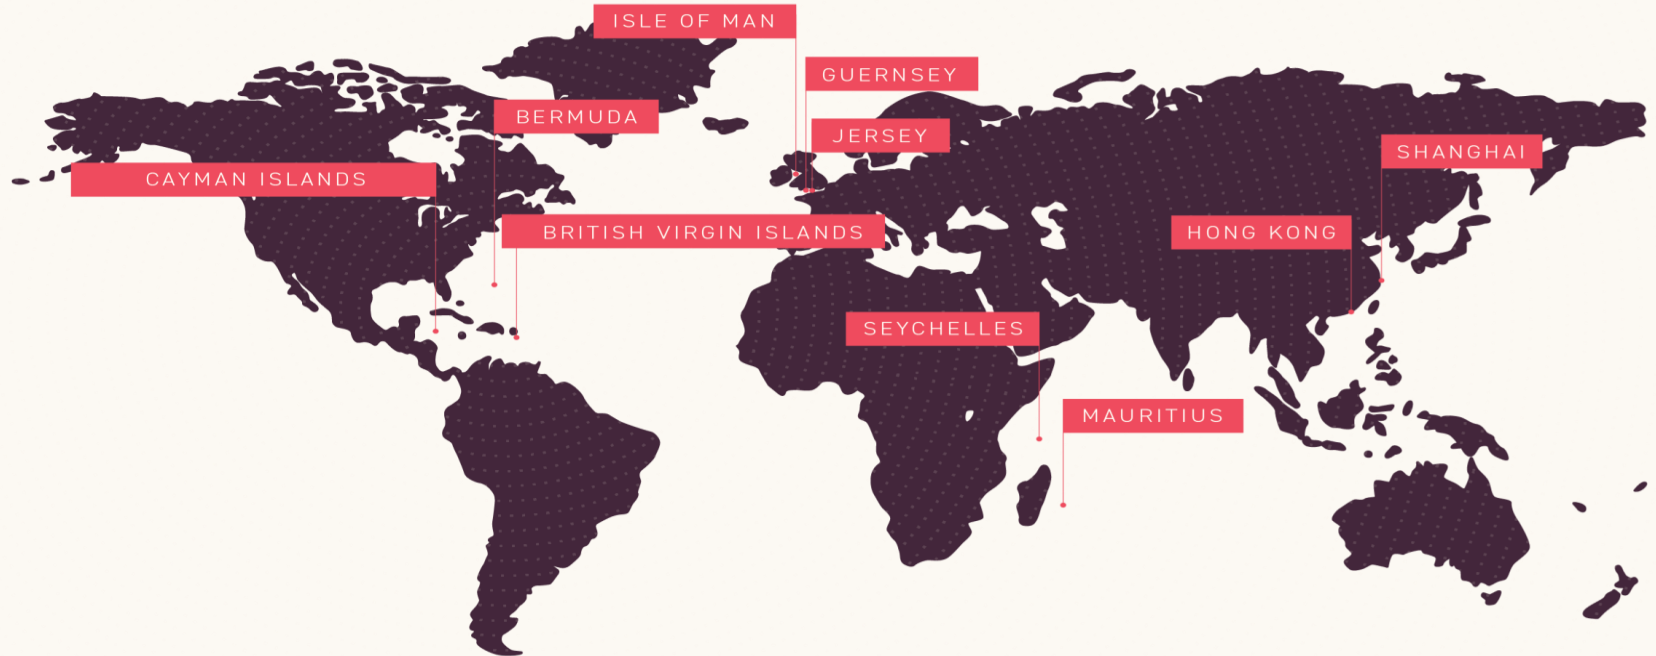 ISLE OF MAN
GUERNSEY
BERMUDA
JERSEY
SHANGHAI
CAYMAN ISLANDS
BRITISH VIRGIN ISLANDS
HONG KONG
SEYCHELLES
MAURITIUS